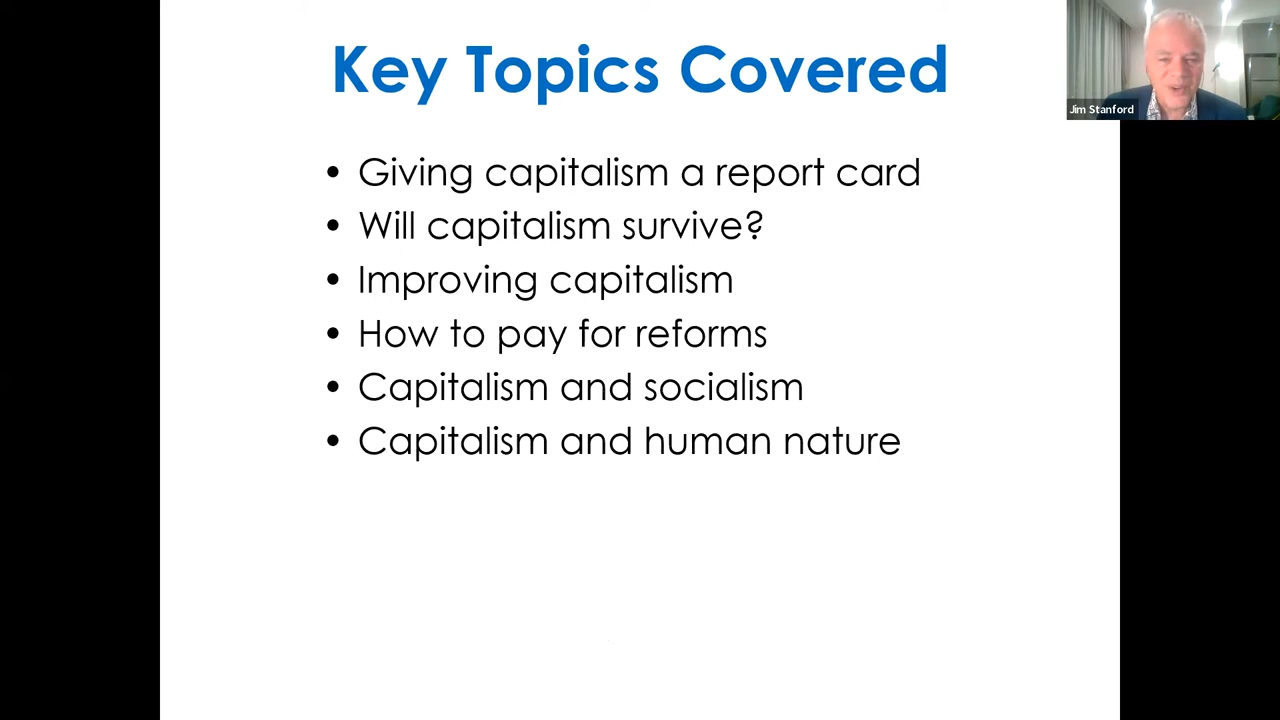 Key Topics Covered
Jim Stanford
• Giving capitalism a report card
• Will capitalism survive?
• Improving capitalism
• How to pay for reforms
• Capitalism and socialism
• Capitalism and human nature